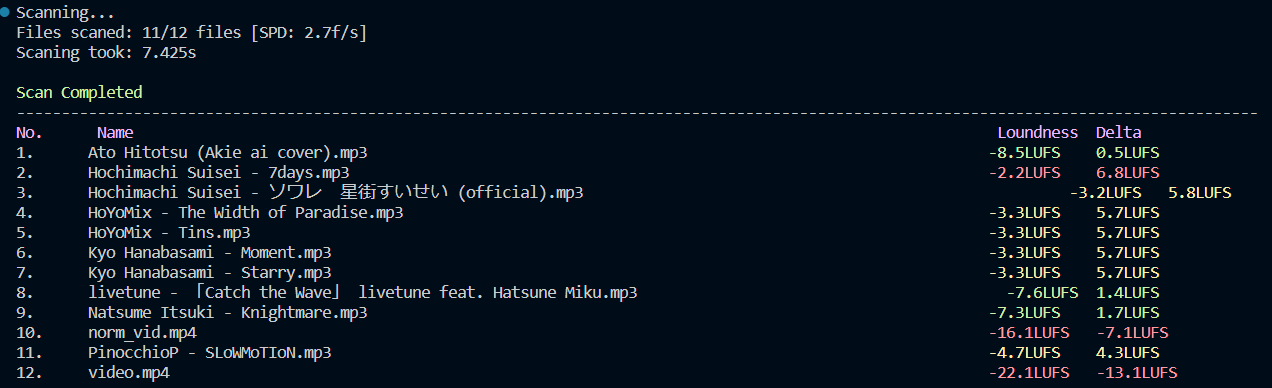 Scanning...
Files scaned: 11/12 files [SPD: 2.7f/s]
Scaning took: 7.425s
Scan Completed
--------------------------------------------------------------------------------------------------------------------------------------------
No. Name Loundness Delta
1. Ato Hitotsu (Akie ai cover).mp3 -8.5LUFS 0.5LUFS
2. Hochimachi Suisei - 7days.mp3 -2.2LUFS 6.8LUFS
3. Hochimachi Suisei - ソワレ 星街すいせい (official).mp3 -3.2LUFS 5.8LUFS
4. HoYoMix - The Width of Paradise.mp3 -3.3LUFS 5.7LUFS
5. HoYoMix - Tins.mp3 -3.3LUFS 5.7LUFS
6. Kyo Hanabasami - Moment.mp3 -3.3LUFS 5.7LUFS
7. Kyo Hanabasami - Starry.mp3 -3.3LUFS 5.7LUFS
8. livetune - 「Catch the Wave」 livetune feat. Hatsune Miku.mp3 -7.6LUFS 1.4LUFS
9. Natsume Itsuki - Knightmare.mp3 -7.3LUFS 1.7LUFS
10. norm_vid.mp4 -16.1LUFS -7.1LUFS
11. PinocchioP - SLoWMoTIoN.mp3 -4.7LUFS 4.3LUFS
12. video.mp4 -22.1LUFS -13.1LUFS